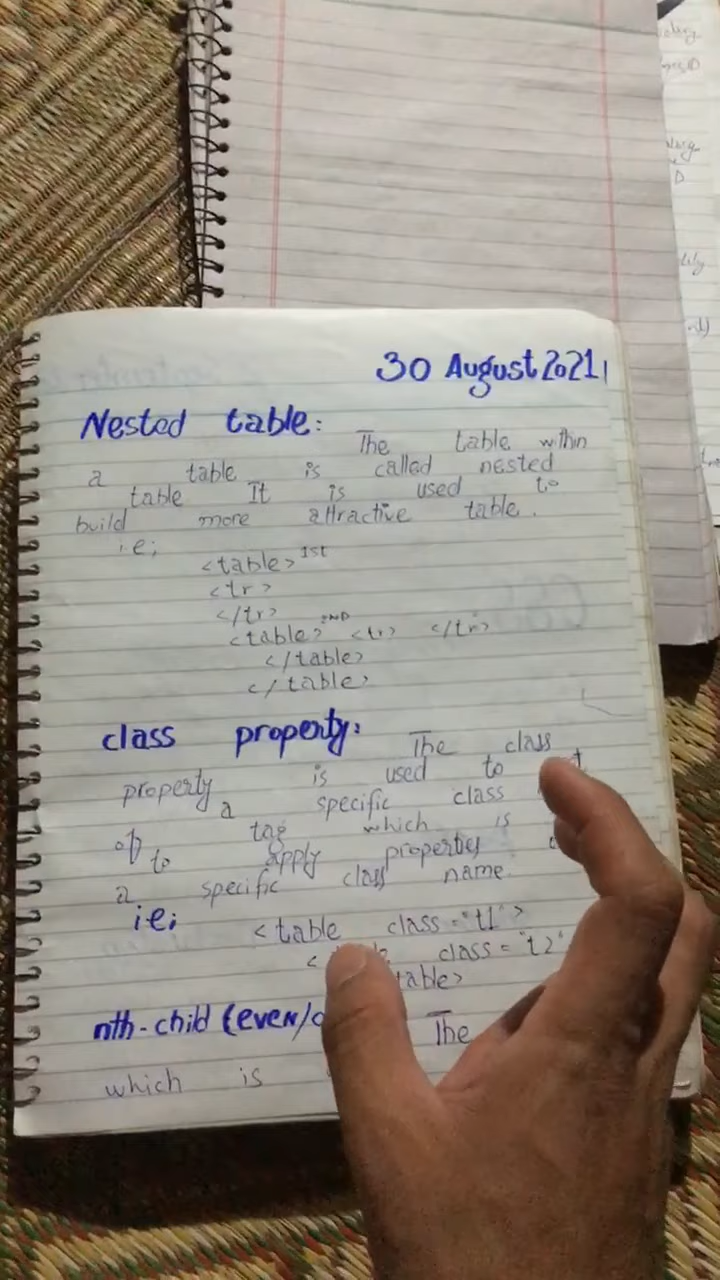 30 August 2021
Nested table:
The table within
a table is called nested
table It is used to
build more attractive table.
i.e;
<table> 1st
<tr>
</tr>
<table> 2ND <tr> </tr>
</table>
</table>
class property:
The class
property is used to
a specific class
of tag which is
to apply properties
a specific class name.
ie;
<table class="t1">
< class="t2"
table>
nth-child (even/o
The
which is